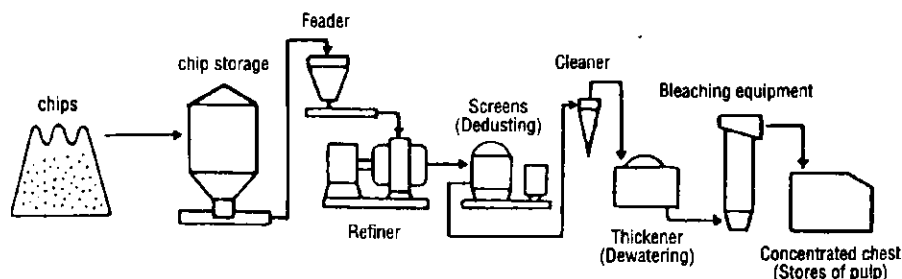 Feader
chip storage
chips
Refiner
Screens
(Dedusting)
Cleaner
Thickener
(Dewatering)
Bleaching equipment
Concentrated chest
(Stores of pulp)